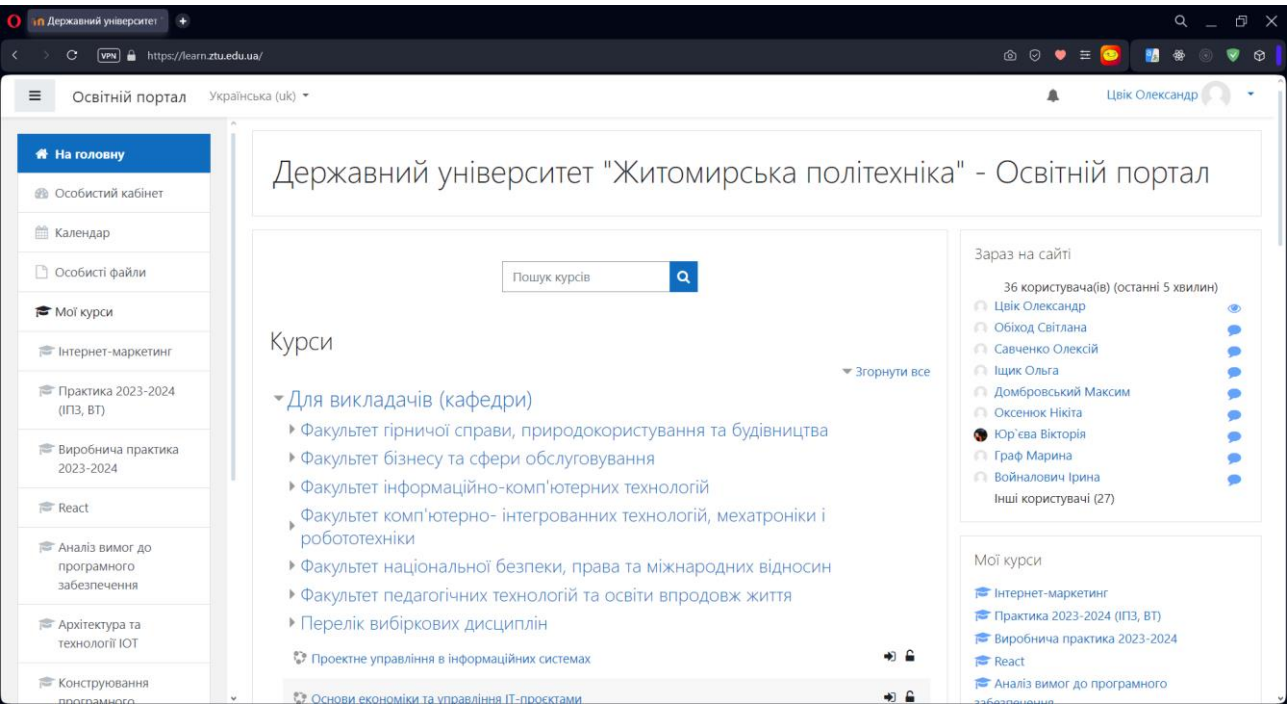 Державний університет "
VPN
https://learn.ztu.edu.ua/
Освітній портал
Українська (uk)
Цвік Олександр
На головну
Особистий кабінет
Календар
Особисті файли
Мої курси
Інтернет-маркетинг
Практика 2023-2024
(ІПЗ, ВТ)
Виробнича практика
2023-2024
React
Аналіз вимог до
програмного
забезпечення
Архітектура та
технології IOT
Конструювання
програмного
Державний університет "Житомирська політехніка" - Освітній портал
Пошук курсів
Курси
Згорнути все
Для викладачів (кафедри)
Факультет гірничої справи, природокористування та будівництва
Факультет бізнесу та сфери обслуговування
Факультет інформаційно-комп'ютерних технологій
Факультет комп'ютерно- інтегрованних технологій, мехатроніки і
робототехніки
Факультет національної безпеки, права та міжнародних відносин
Факультет педагогічних технологій та освіти впродовж життя
Перелік вибіркових дисциплін
Проектне управління в інформаційних системах
Основи економіки та управління ІТ-проєктами
Зараз на сайті
36 користувача(ів) (останні 5 хвилин)
Цвік Олександр
Обіход Світлана
Савченко Олексій
Іщик Ольга
Домбровський Максим
Оксенюк Нікіта
Юр`єва Вікторія
Граф Марина
Войналович Ірина
Інші користувачі (27)
Мої курси
Інтернет-маркетинг
Практика 2023-2024 (ІПЗ, ВТ)
Виробнича практика 2023-2024
React
Аналіз вимог до програмного
забезпечення